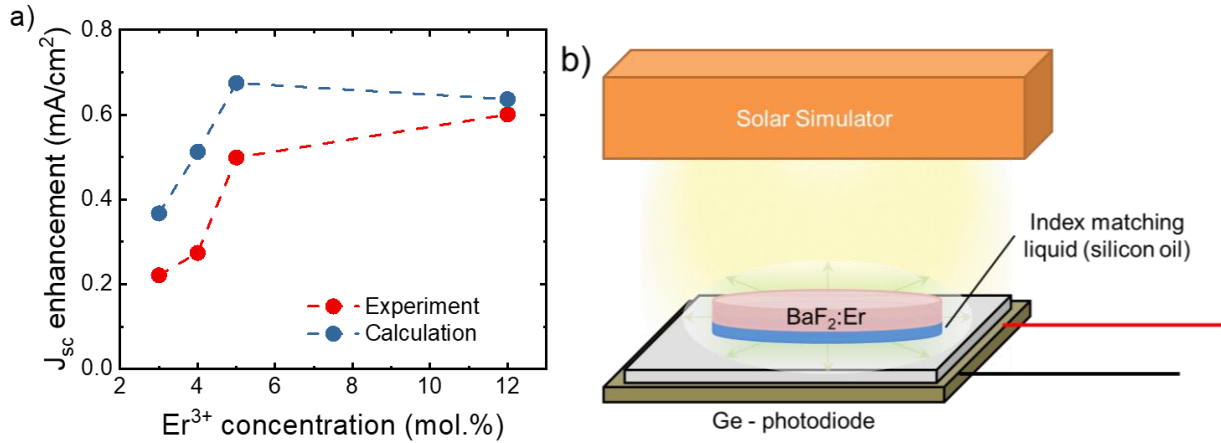 a)
J_sc enhancement (mA/cm²)
0.8
0.6
0.4
0.2
0.0
2
4
6
8
10
12
Er³⁺ concentration (mol.%)
Experiment
Calculation
b)
Solar Simulator
Index matching
liquid (silicon oil)
BaF₂:Er
Ge - photodiode